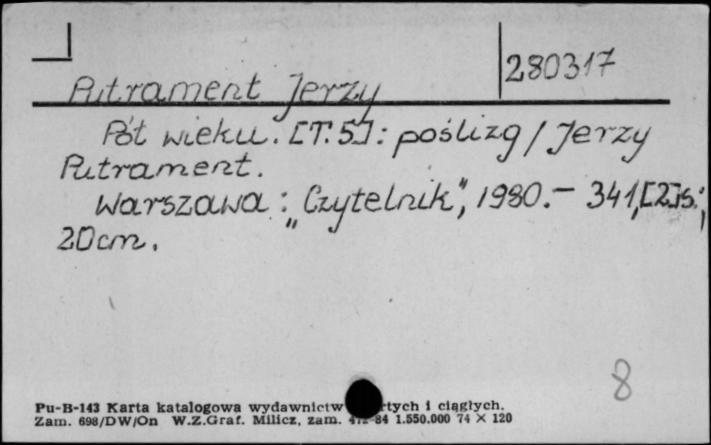 280317
Putrament Jerzy
Pół wieku. [T. 5]: poślizg / Jerzy
Putrament.
Warszawa : "Czytelnik", 1980. – 341, [2] s.;
20 cm.
8
Pu-B-143 Karta katalogowa wydawnictw i ciągłych.
Zam. 698/DW/On W.Z.Graf. Milicz, zam. 84 1.550.000 74 × 120